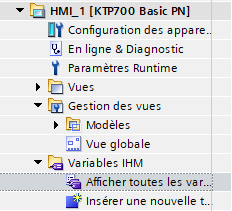 HMI_1 [KTP700 Basic PN]
Configuration des appare...
En ligne & Diagnostic
Paramètres Runtime
Vues
Gestion des vues
Modèles
Vue globale
Variables IHM
Afficher toutes les var...
Insérer une nouvelle t...